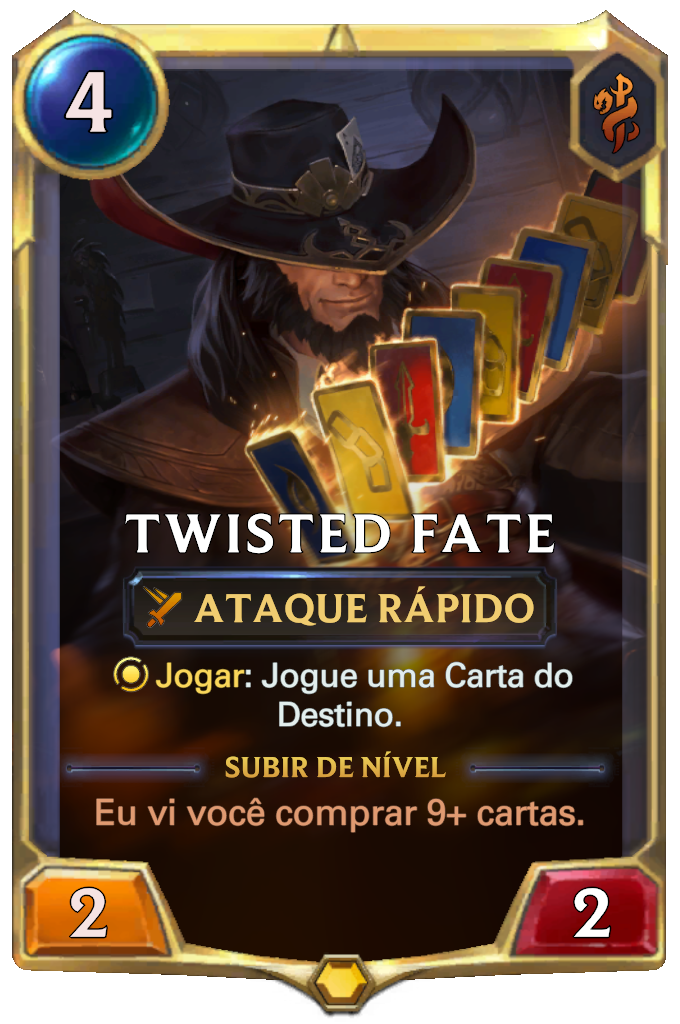 4
TWISTED FATE
ATAQUE RÁPIDO
Jogar: Jogue uma Carta do
Destino.
SUBIR DE NÍVEL
Eu vi você comprar 9+ cartas.
2
2